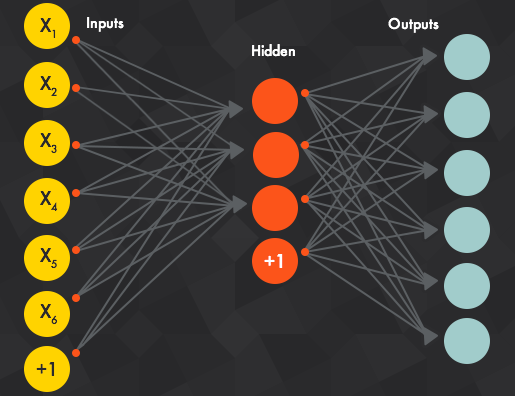 Inputs
Hidden
Outputs
X1
X2
X3
X4
X5
X6
+1
+1